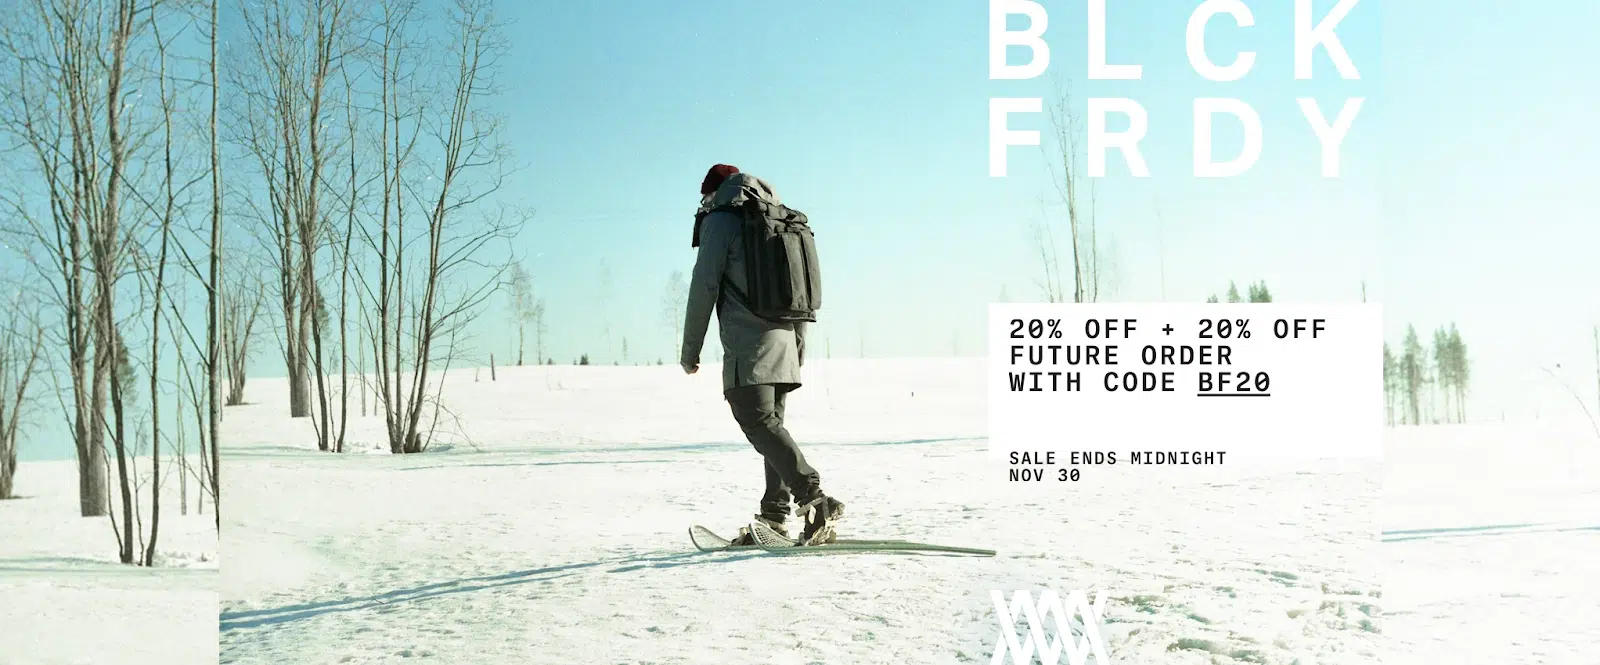 BLCK
FRDY
20% OFF + 20% OFF
FUTURE ORDER
WITH CODE BF20
SALE ENDS MIDNIGHT
NOV 30